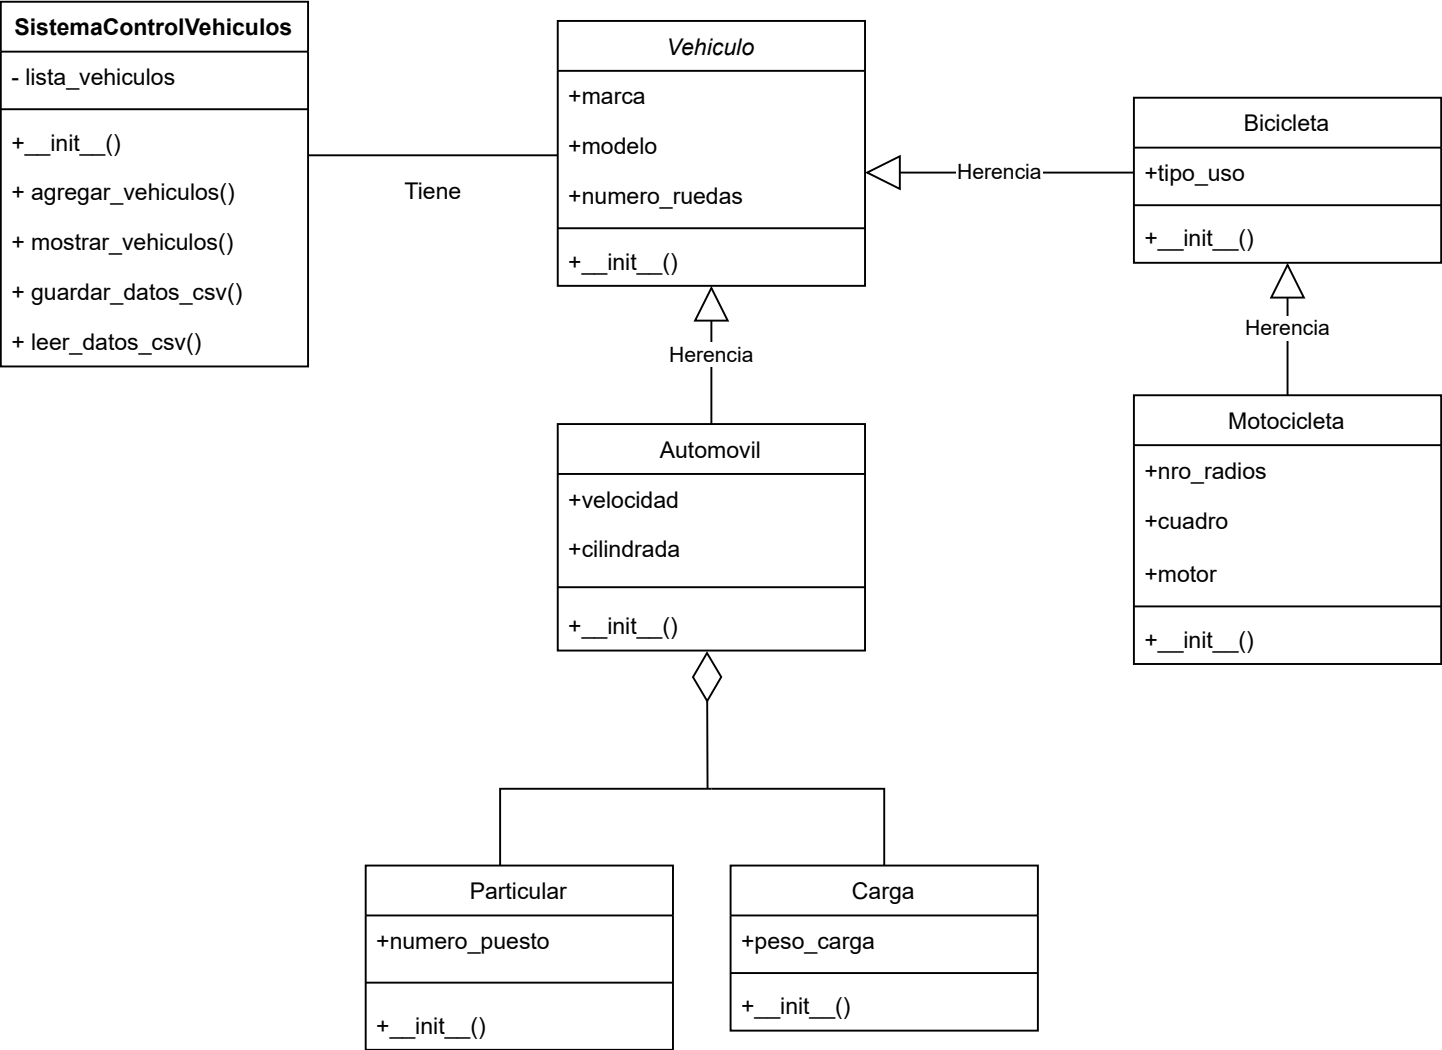 SistemaControlVehiculos
- lista_vehiculos
+__init__()
+ agregar_vehiculos()
+ mostrar_vehiculos()
+ guardar_datos_csv()
+ leer_datos_csv()
Tiene
Vehiculo
+marca
+modelo
+numero_ruedas
+__init__()
Herencia
Bicicleta
+tipo_uso
+__init__()
Herencia
Motocicleta
+nro_radios
+cuadro
+motor
+__init__()
Herencia
Automovil
+velocidad
+cilindrada
+__init__()
Particular
+numero_puesto
+__init__()
Carga
+peso_carga
+__init__()